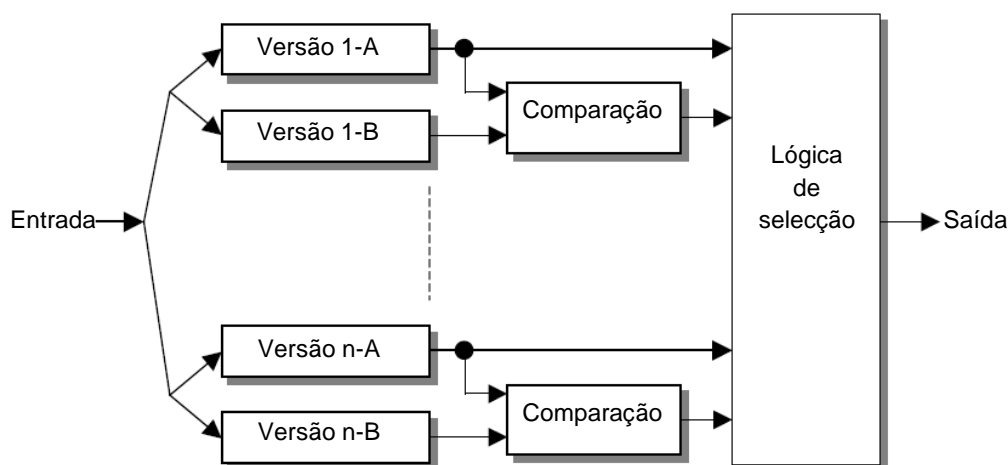 Versão 1-A
Comparação
Versão 1-B
Lógica
de
selecção
Entrada
Saída
Versão n-A
Comparação
Versão n-B